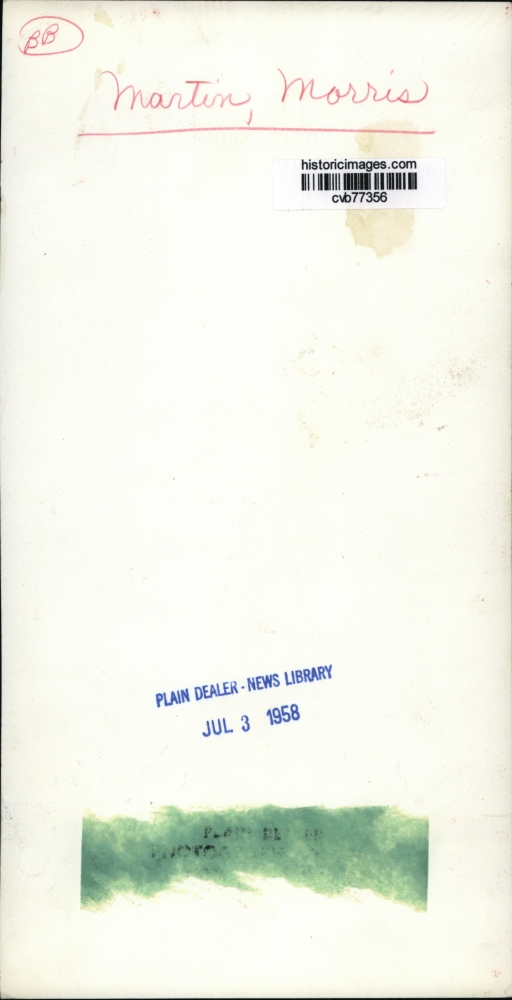 BB
Martin, Morris
historicimages.com
cvb77356
PLAIN DEALER - NEWS LIBRARY
JUL 3 1958